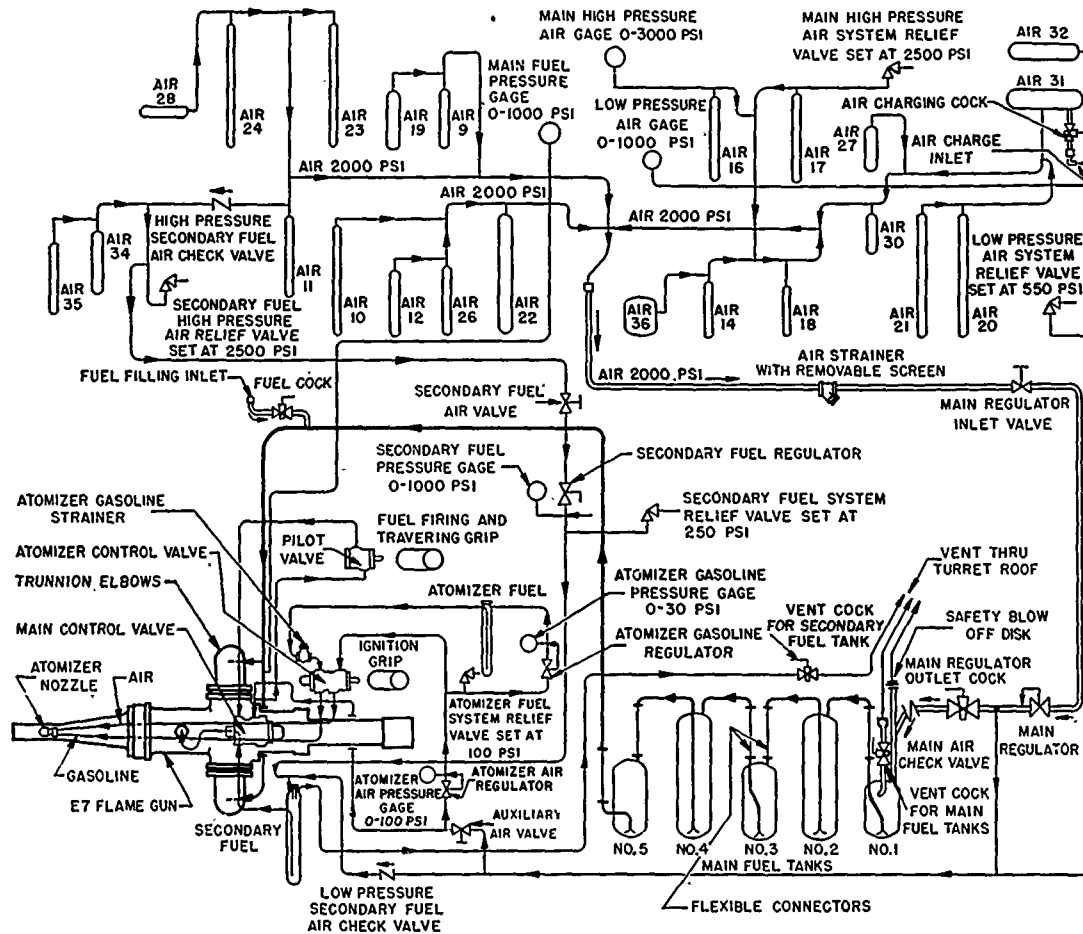 MAIN HIGH PRESSURE
AIR GAGE 0-3000 PSI
MAIN HIGH PRESSURE
AIR SYSTEM RELIEF
VALVE SET AT 2500 PSI
AIR 32
AIR 31
AIR
28
AIR
24
AIR
23
AIR
19
AIR
9
MAIN FUEL
PRESSURE
GAGE
0-1000 PSI
LOW PRESSURE
AIR GAGE
0-1000 PSI
AIR
16
AIR
17
AIR
27
AIR CHARGING COCK
AIR CHARGE
INLET
AIR 2000 PSI
AIR 2000 PSI
AIR 2000 PSI
AIR
35
AIR
34
HIGH PRESSURE
SECONDARY FUEL
AIR CHECK VALVE
AIR
11
AIR
10
AIR
12
AIR
26
AIR
22
AIR
36
AIR
14
AIR
18
AIR
30
AIR
21
AIR
20
LOW PRESSURE
AIR SYSTEM
RELIEF VALVE
SET AT 550 PSI
SECONDARY FUEL
HIGH PRESSURE
AIR RELIEF VALVE
SET AT 2500 PSI
FUEL FILLING INLET
FUEL COCK
AIR 2000 PSI
AIR STRAINER
WITH REMOVABLE SCREEN
MAIN REGULATOR
INLET VALVE
SECONDARY FUEL
AIR VALVE
SECONDARY FUEL
PRESSURE GAGE
0-1000 PSI
SECONDARY FUEL REGULATOR
SECONDARY FUEL SYSTEM
RELIEF VALVE SET AT
250 PSI
ATOMIZER GASOLINE
STRAINER
ATOMIZER CONTROL VALVE
TRUNNION ELBOWS
MAIN CONTROL VALVE
PILOT
VALVE
FUEL FIRING AND
TRAVERING GRIP
ATOMIZER FUEL
IGNITION
GRIP
ATOMIZER GASOLINE
PRESSURE GAGE
0-30 PSI
ATOMIZER GASOLINE
REGULATOR
VENT COCK
FOR SECONDARY
FUEL TANK
VENT THRU
TURRET ROOF
SAFETY BLOW
OFF DISK
MAIN REGULATOR
OUTLET COCK
ATOMIZER
NOZZLE
AIR
GASOLINE
E7 FLAME GUN
SECONDARY
FUEL
ATOMIZER FUEL
SYSTEM RELIEF
VALVE SET AT
100 PSI
ATOMIZER
AIR PRESSURE
GAGE
0-100 PSI
ATOMIZER AIR
REGULATOR
AUXILIARY
AIR VALVE
MAIN AIR
CHECK VALVE
MAIN
REGULATOR
VENT COCK
FOR MAIN
FUEL TANKS
NO.5
NO.4
NO.3
NO.2
NO.1
MAIN FUEL TANKS
LOW PRESSURE
SECONDARY FUEL
AIR CHECK VALVE
FLEXIBLE CONNECTORS